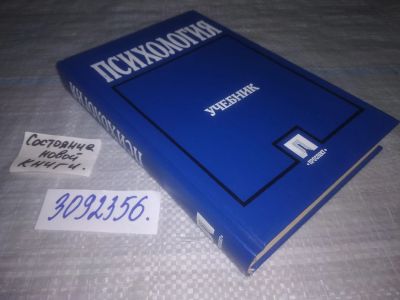 ПСИХОЛОГИЯ
УЧЕБНИК
"ПРОСПЕКТ"
ПСИХОЛОГИЯ
Состояние
новой
книги.
3092356.